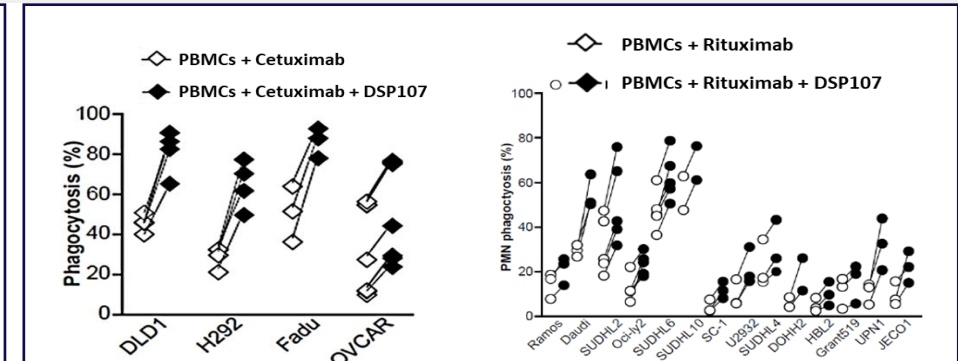 PBMCs + Cetuximab
PBMCs + Cetuximab + DSP107
Phagocytosis (%)
100
80
60
40
20
0
DLD1
H292
Fadu
OVCAR
PBMCs + Rituximab
PBMCs + Rituximab + DSP107
PMN phagoctyosis (%)
100
80
60
40
20
0
Ramos
Daudi
SUDHL2
Oci-ly2
SUDHL6
SUDHL10
SC-1
U2932
SUDHL4
DOHH2
HBL2
Grant519
UPN1
JECO1